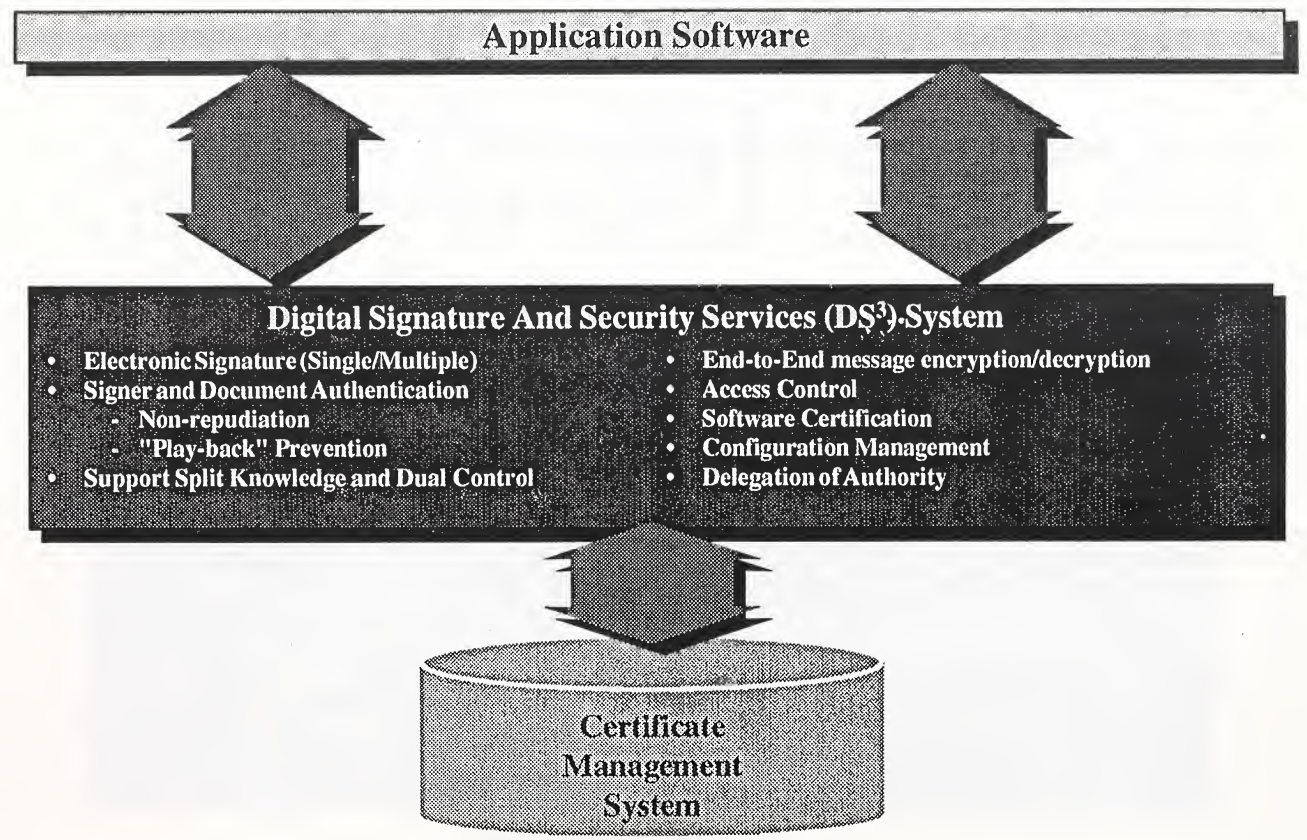 Application Software
Digital Signature And Security Services (DS³) System
• Electronic Signature (Single/Multiple)
• Signer and Document Authentication
- Non-repudiation
- "Play-back" Prevention
• Support Split Knowledge and Dual Control
• End-to-End message encryption/decryption
• Access Control
• Software Certification
• Configuration Management
• Delegation of Authority
Certificate
Management
System